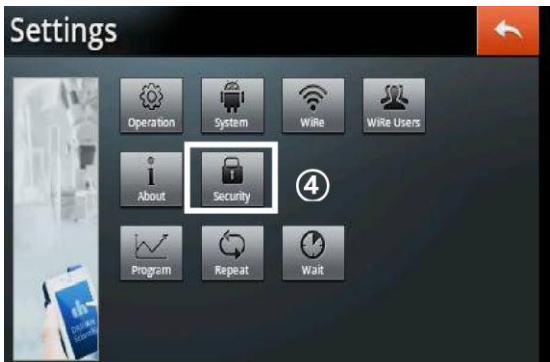 Settings
Operation System WiRe WiRe Users
About Security ④
Program Repeat Wait